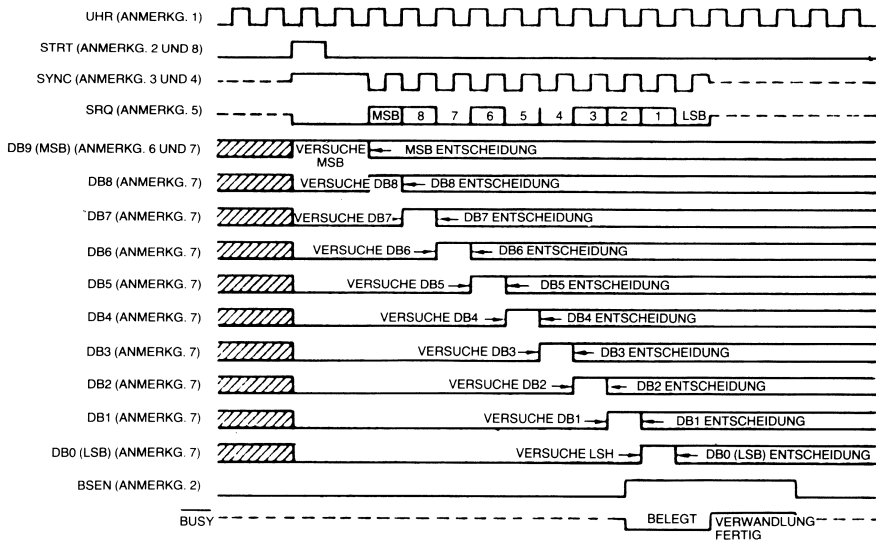 UHR (ANMERKG. 1)
STRT (ANMERKG. 2 UND 8)
SYNC (ANMERKG. 3 UND 4)
SRQ (ANMERKG. 5) MSB 8 7 6 5 4 3 2 1 LSB
DB9 (MSB) (ANMERKG. 6 UND 7) VERSUCHE MSB MSB ENTSCHEIDUNG
DB8 (ANMERKG. 7) VERSUCHE DB8 DB8 ENTSCHEIDUNG
DB7 (ANMERKG. 7) VERSUCHE DB7 DB7 ENTSCHEIDUNG
DB6 (ANMERKG. 7) VERSUCHE DB6 DB6 ENTSCHEIDUNG
DB5 (ANMERKG. 7) VERSUCHE DB5 DB5 ENTSCHEIDUNG
DB4 (ANMERKG. 7) VERSUCHE DB4 DB4 ENTSCHEIDUNG
DB3 (ANMERKG. 7) VERSUCHE DB3 DB3 ENTSCHEIDUNG
DB2 (ANMERKG. 7) VERSUCHE DB2 DB2 ENTSCHEIDUNG
DB1 (ANMERKG. 7) VERSUCHE DB1 DB1 ENTSCHEIDUNG
DB0 (LSB) (ANMERKG. 7) VERSUCHE LSH DB0 (LSB) ENTSCHEIDUNG
BSEN (ANMERKG. 2)
BUSY BELEGT VERWANDLUNG
FERTIG